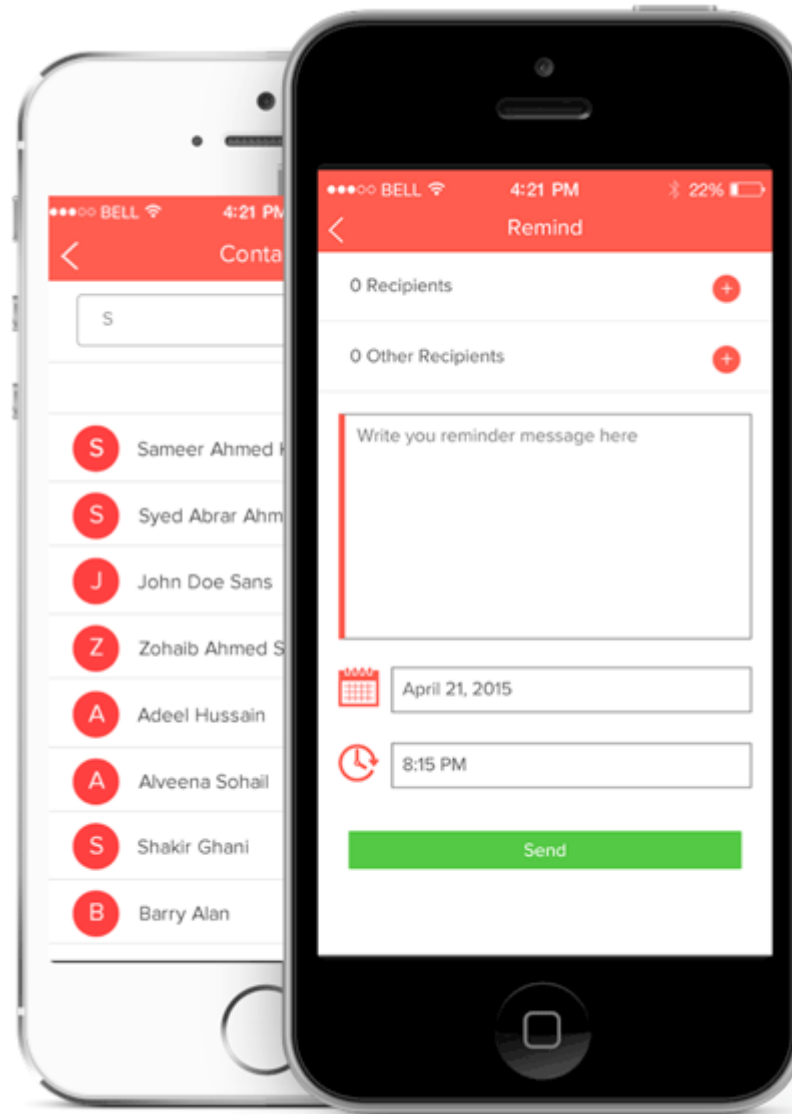 BELL
4:21 PM
S
Sameer Ahmed
S
Syed Abrar
J
John Doe Sans
Z
Zohaib Ahmed
A
Adeel Hussain
A
Alveena Sohail
S
Shakir Ghani
B
Barry Alan
S
BELL 4:21 PM 22%
Remind
0 Recipients
0 Other Recipients
Write you reminder message here
April 21, 2015
8:15 PM
Send